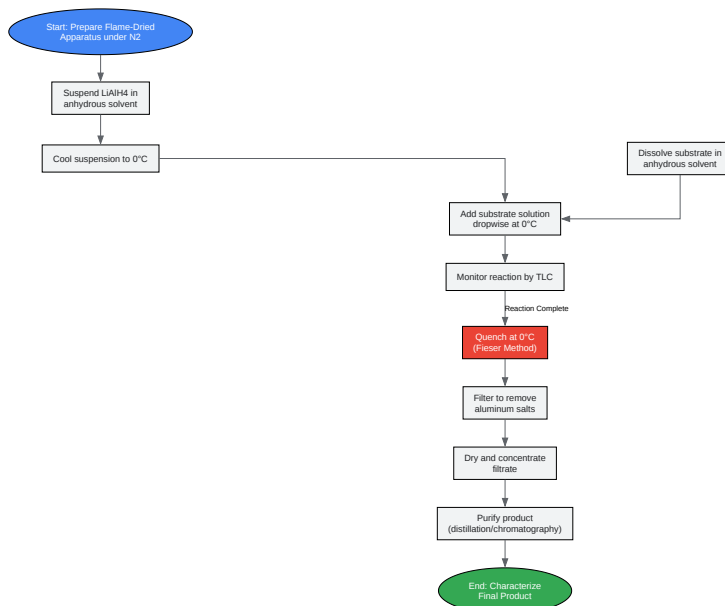 Start: Prepare Flame-Dried
Apparatus under N2
Suspend LiAlH4 in
anhydrous solvent
Cool suspension to 0°C
Dissolve substrate in
anhydrous solvent
Add substrate solution
dropwise at 0°C
Monitor reaction by TLC
Reaction Complete
Quench at 0°C
(Fieser Method)
Filter to remove
aluminum salts
Dry and concentrate
filtrate
Purify product
(distillation/chromatography)
End: Characterize
Final Product